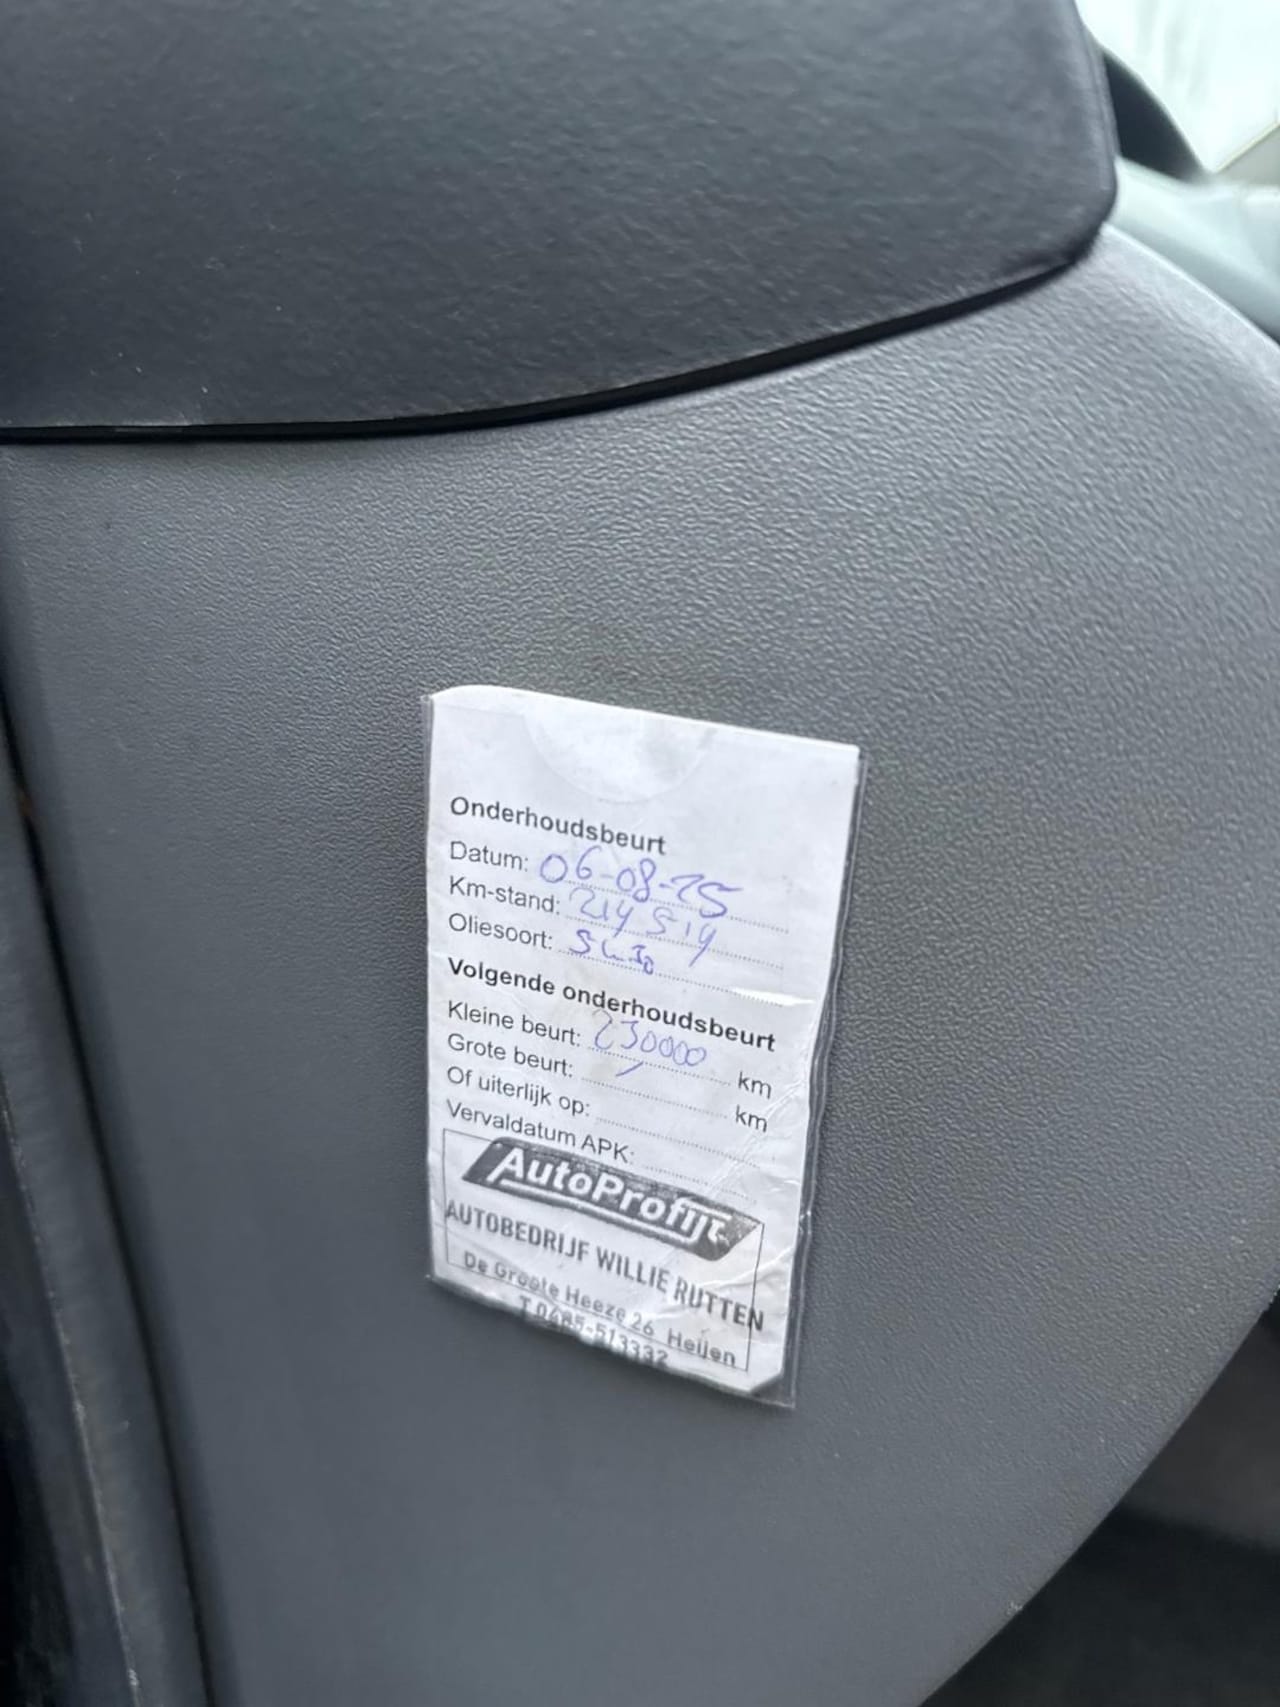 Onderhoudsbeurt
Datum: 06-08-25
Km-stand: 214 514
Oliesoort: 5w30
Volgende onderhoudsbeurt
Kleine beurt: 230000 km
Grote beurt: km
Of uiterlijk op:
Vervaldatum APK:
AutoProfijt
AUTOBEDRIJF WILLIE RUTTEN
De Groote Heeze 26 Heijen
T 0485-513332